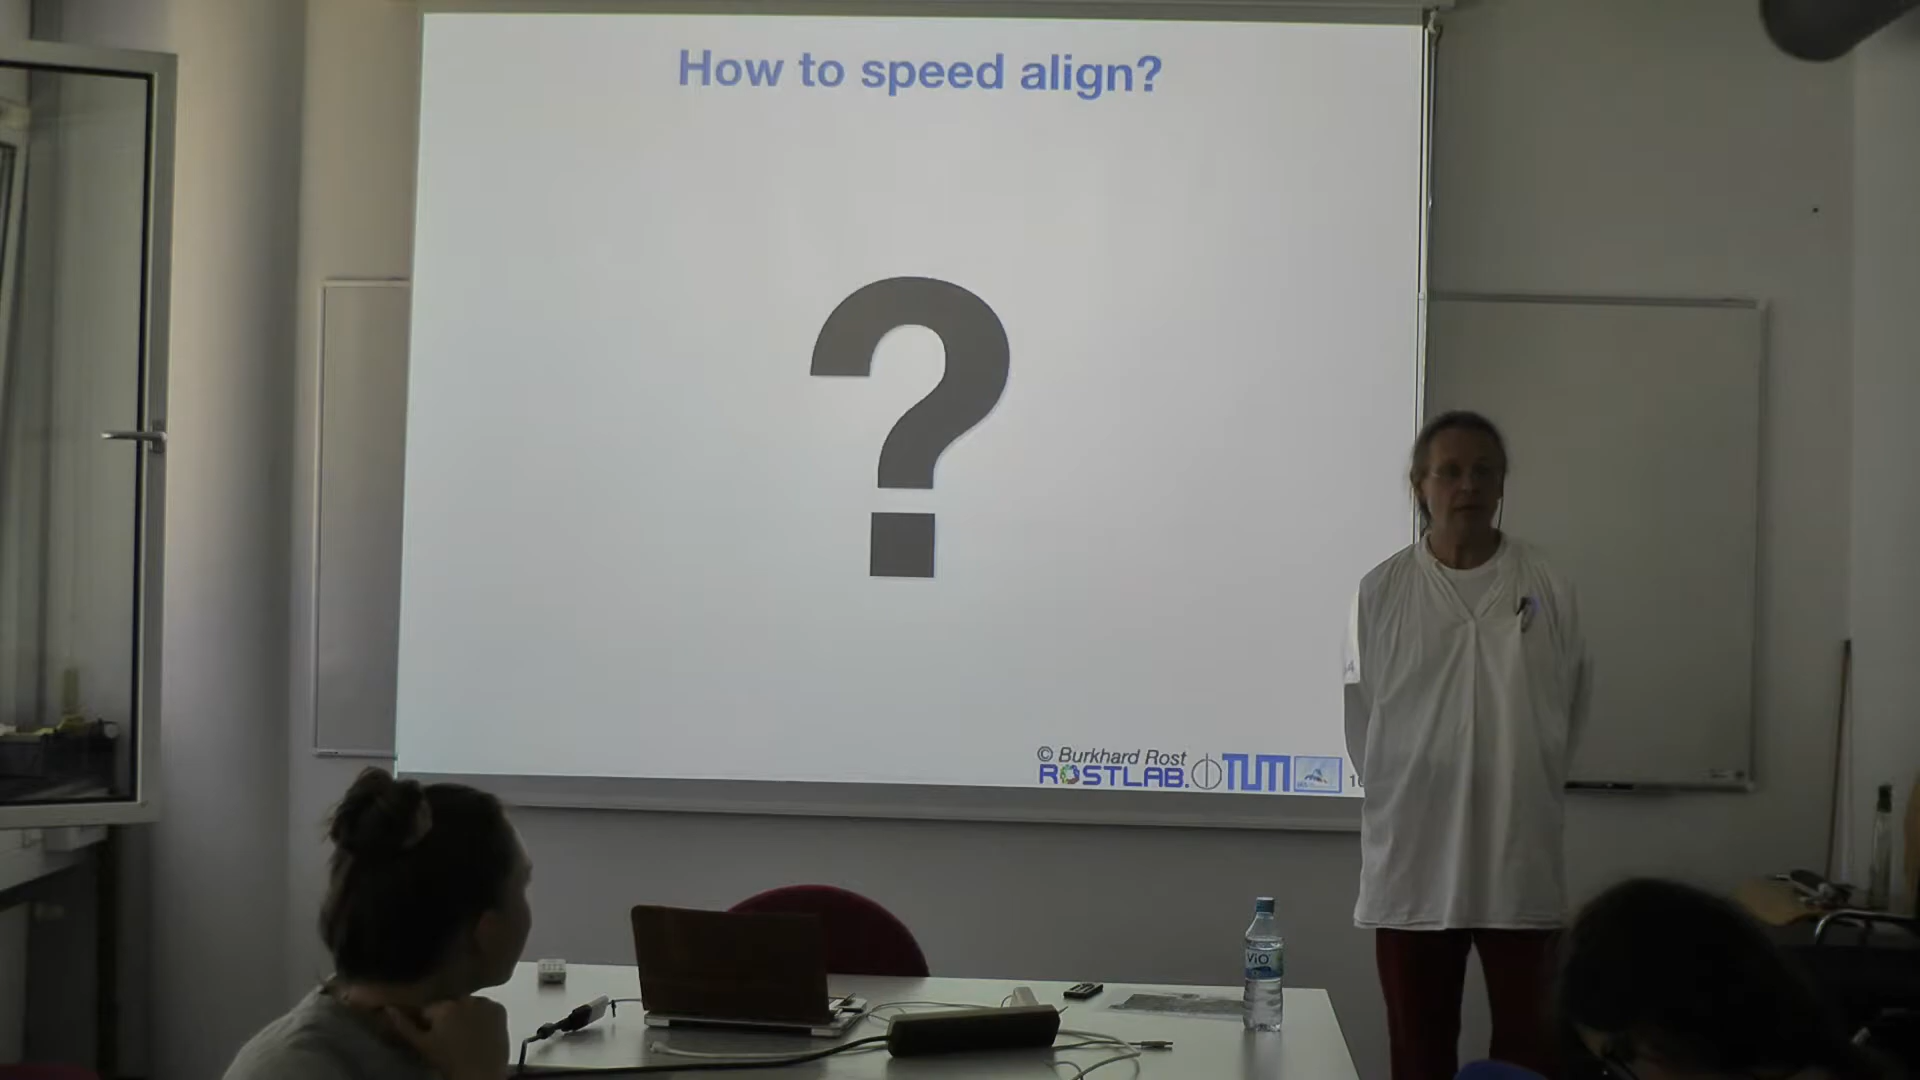 How to speed align?
?
© Burkhard Rost
ROSTLAB. TUM
ViO